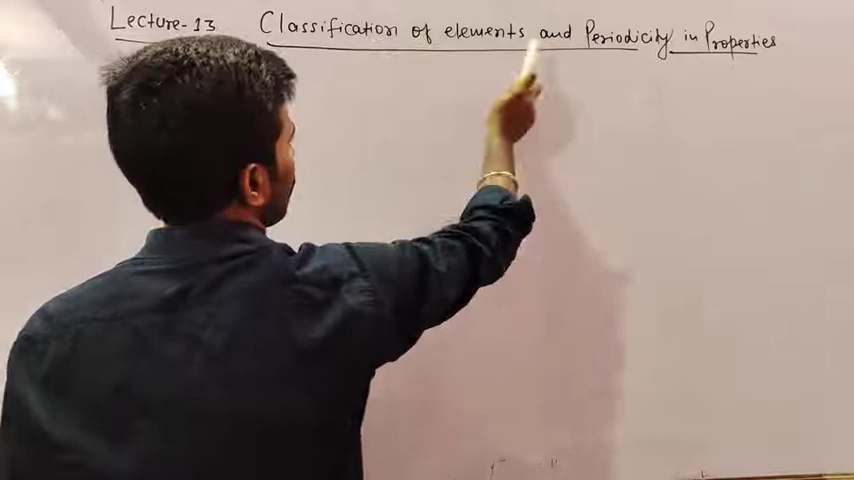 Lecture-13 Classification of elements and Periodicity in Properties